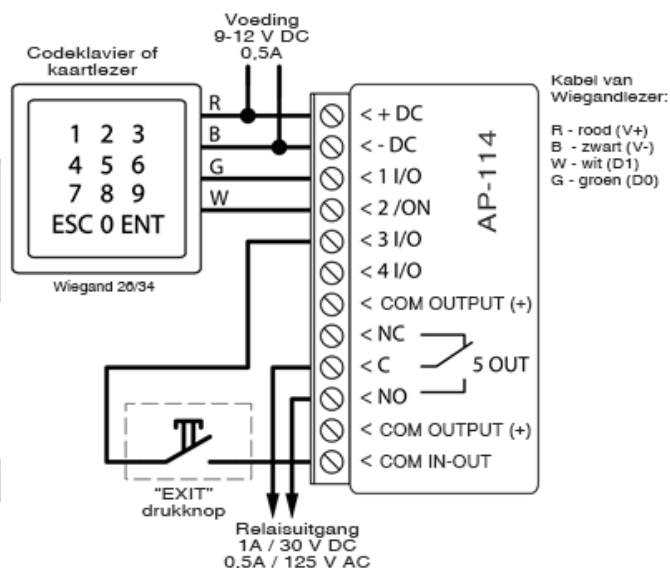 Voeding
9-12 V DC
0,5A
Codeklavier of
kaartlezer
1 2 3
4 5 6
7 8 9
ESC 0 ENT
Wiegand 26/34
R
B
G
W
< + DC
< - DC
< 1 I/O
< 2 /ON
< 3 I/O
< 4 I/O
< COM OUTPUT (+)
< NC
< C
< NO
5 OUT
< COM OUTPUT (+)
< COM IN-OUT
AP-114
Kabel van
Wiegandlezer:
R - rood (V+)
B - zwart (V-)
W - wit (D1)
G - groen (D0)
"EXIT"
drukknop
Relaisuitgang
1A / 30 V DC
0.5A / 125 V AC